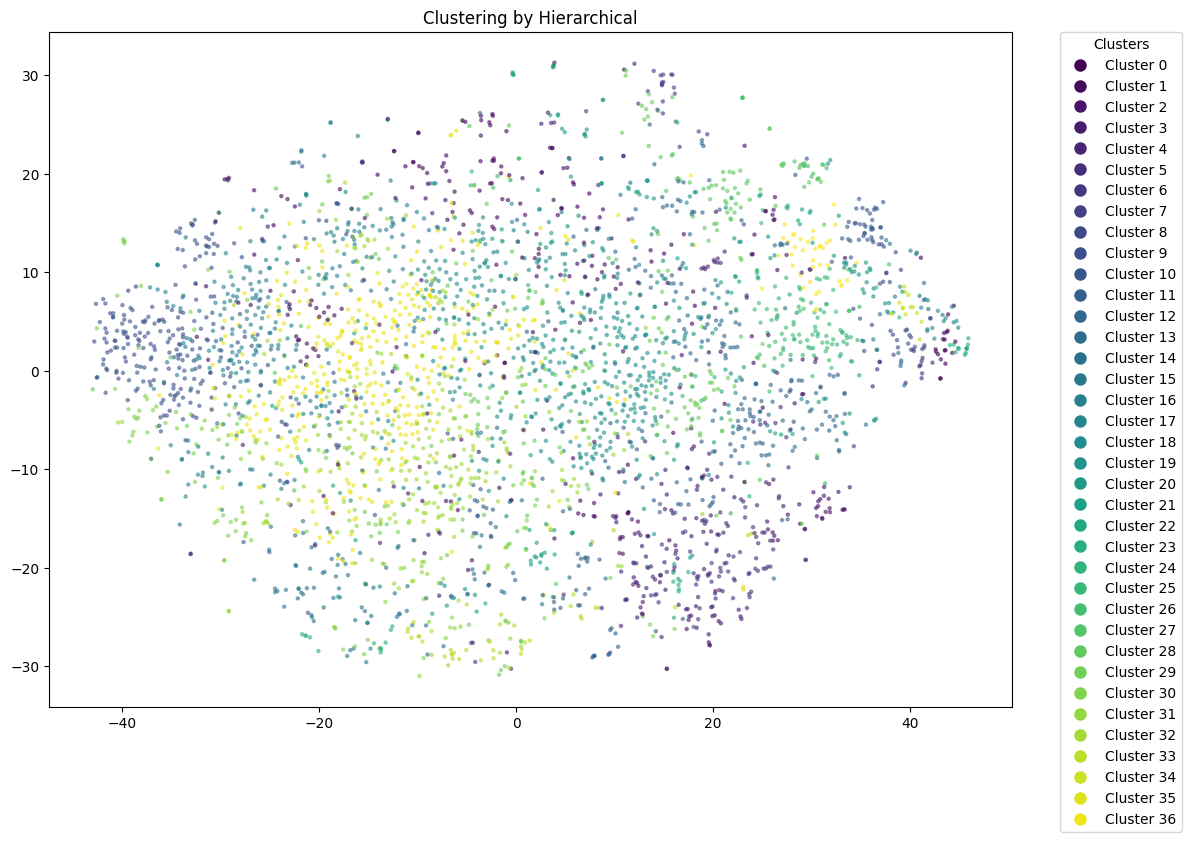 Clustering by Hierarchical
30
20
10
0
−10
−20
−30
−40
−20
0
20
40
Clusters
Cluster 0
Cluster 1
Cluster 2
Cluster 3
Cluster 4
Cluster 5
Cluster 6
Cluster 7
Cluster 8
Cluster 9
Cluster 10
Cluster 11
Cluster 12
Cluster 13
Cluster 14
Cluster 15
Cluster 16
Cluster 17
Cluster 18
Cluster 19
Cluster 20
Cluster 21
Cluster 22
Cluster 23
Cluster 24
Cluster 25
Cluster 26
Cluster 27
Cluster 28
Cluster 29
Cluster 30
Cluster 31
Cluster 32
Cluster 33
Cluster 34
Cluster 35
Cluster 36